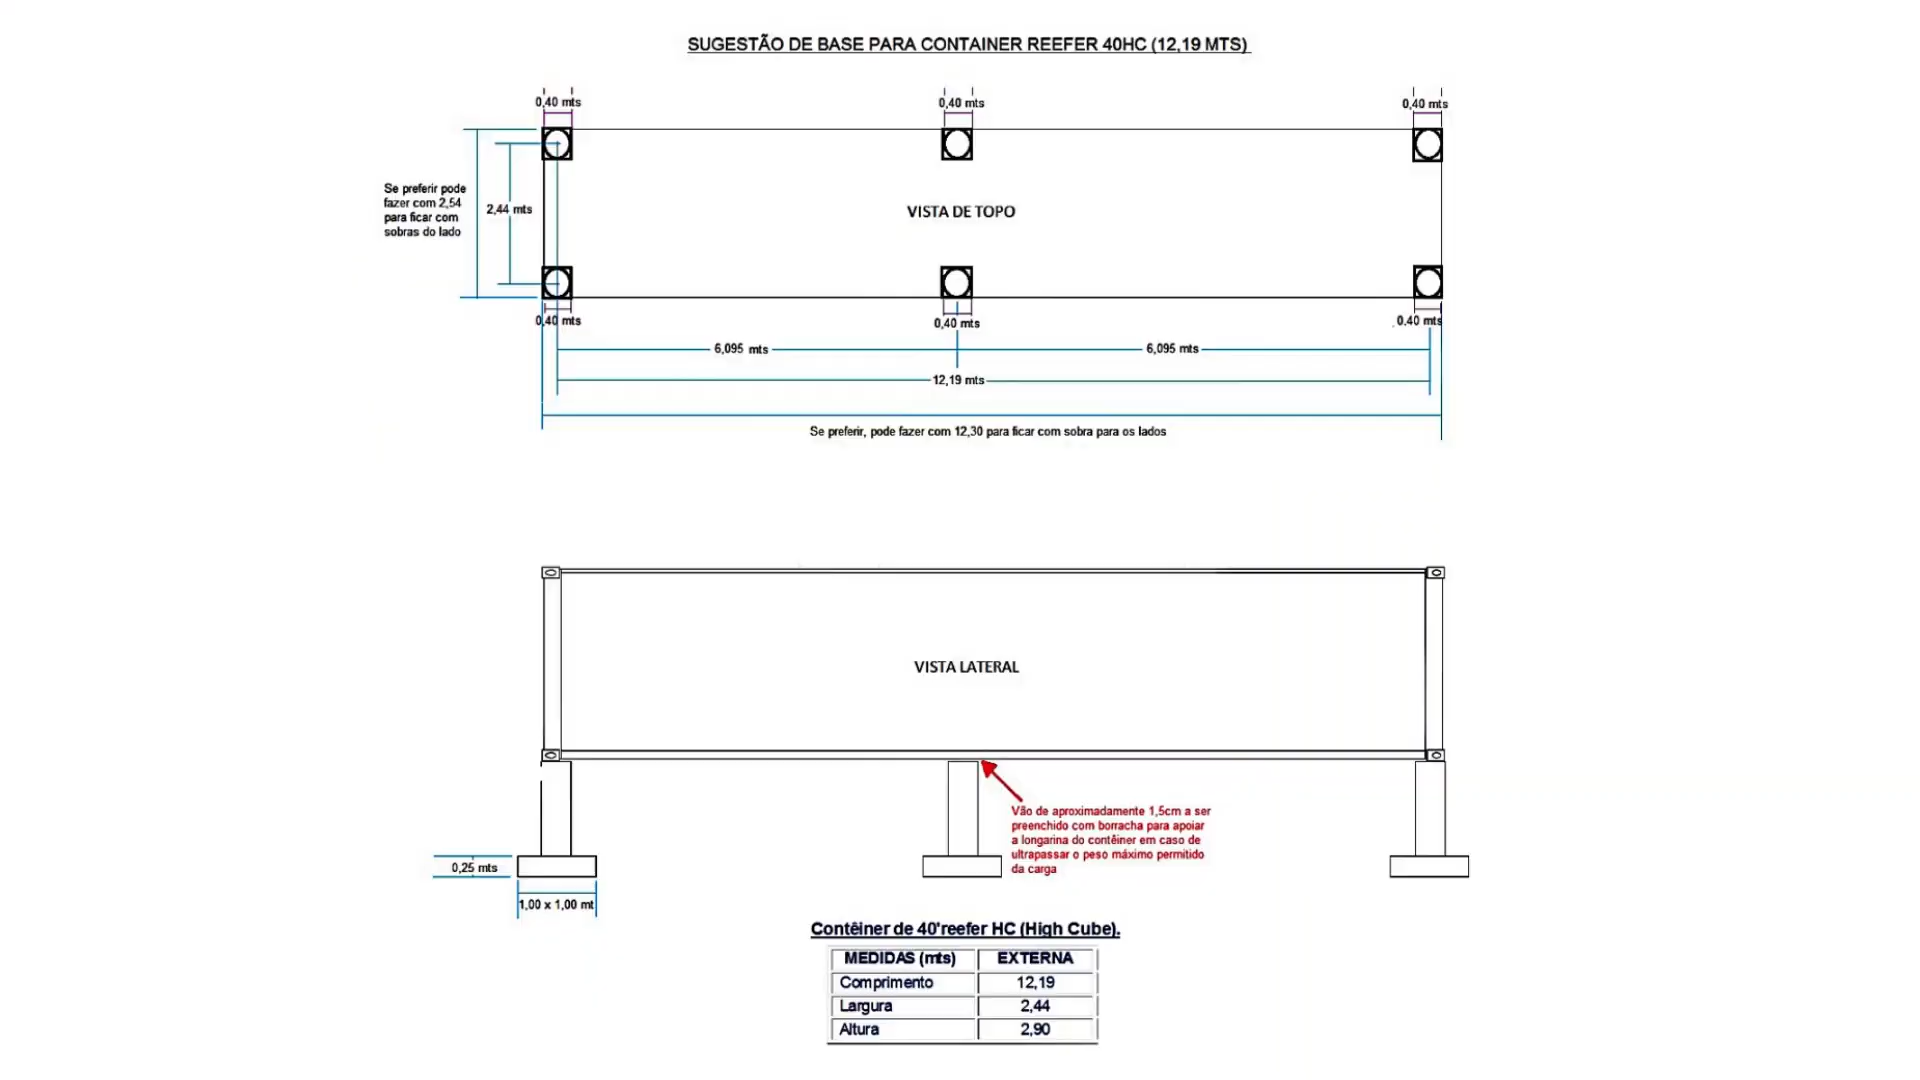 SUGESTÃO DE BASE PARA CONTAINER REEFER 40HC (12,19 MTS)
0,40 mts
0,40 mts
0,40 mts
Se preferir pode
fazer com 2,54
para ficar com
sobras do lado
2,44 mts
VISTA DE TOPO
0,40 mts
0,40 mts
0,40 mts
6,095 mts
6,095 mts
12,19 mts
Se preferir, pode fazer com 12,30 para ficar com sobra para os lados
VISTA LATERAL
Vão de aproximadamente 1,5cm a ser
preenchido com borracha para apoiar
a longarina do contêiner em caso de
ultrapassar o peso máximo permitido
da carga
0,25 mts
1,00 x 1,00 mt
Contêiner de 40'reefer HC (High Cube).
MEDIDAS (mts) EXTERNA
Comprimento 12,19
Largura 2,44
Altura 2,90